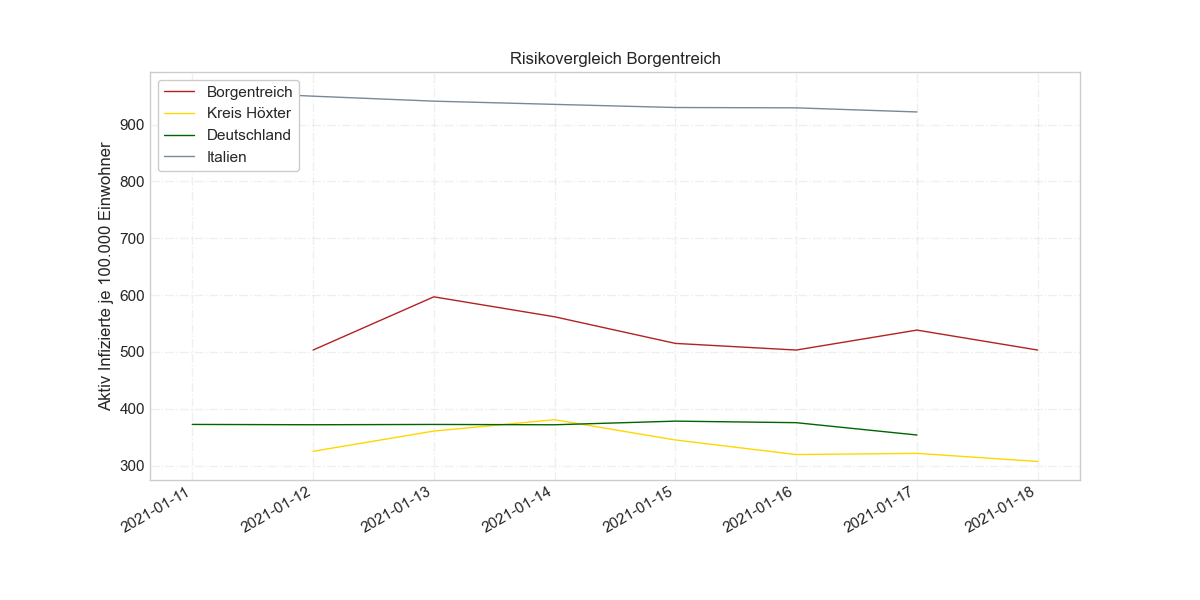 Risikovergleich Borgentreich
Borgentreich
Kreis Höxter
Deutschland
Italien
Aktiv Infizierte je 100.000 Einwohner
900
800
700
600
500
400
300
2021-01-11
2021-01-12
2021-01-13
2021-01-14
2021-01-15
2021-01-16
2021-01-17
2021-01-18